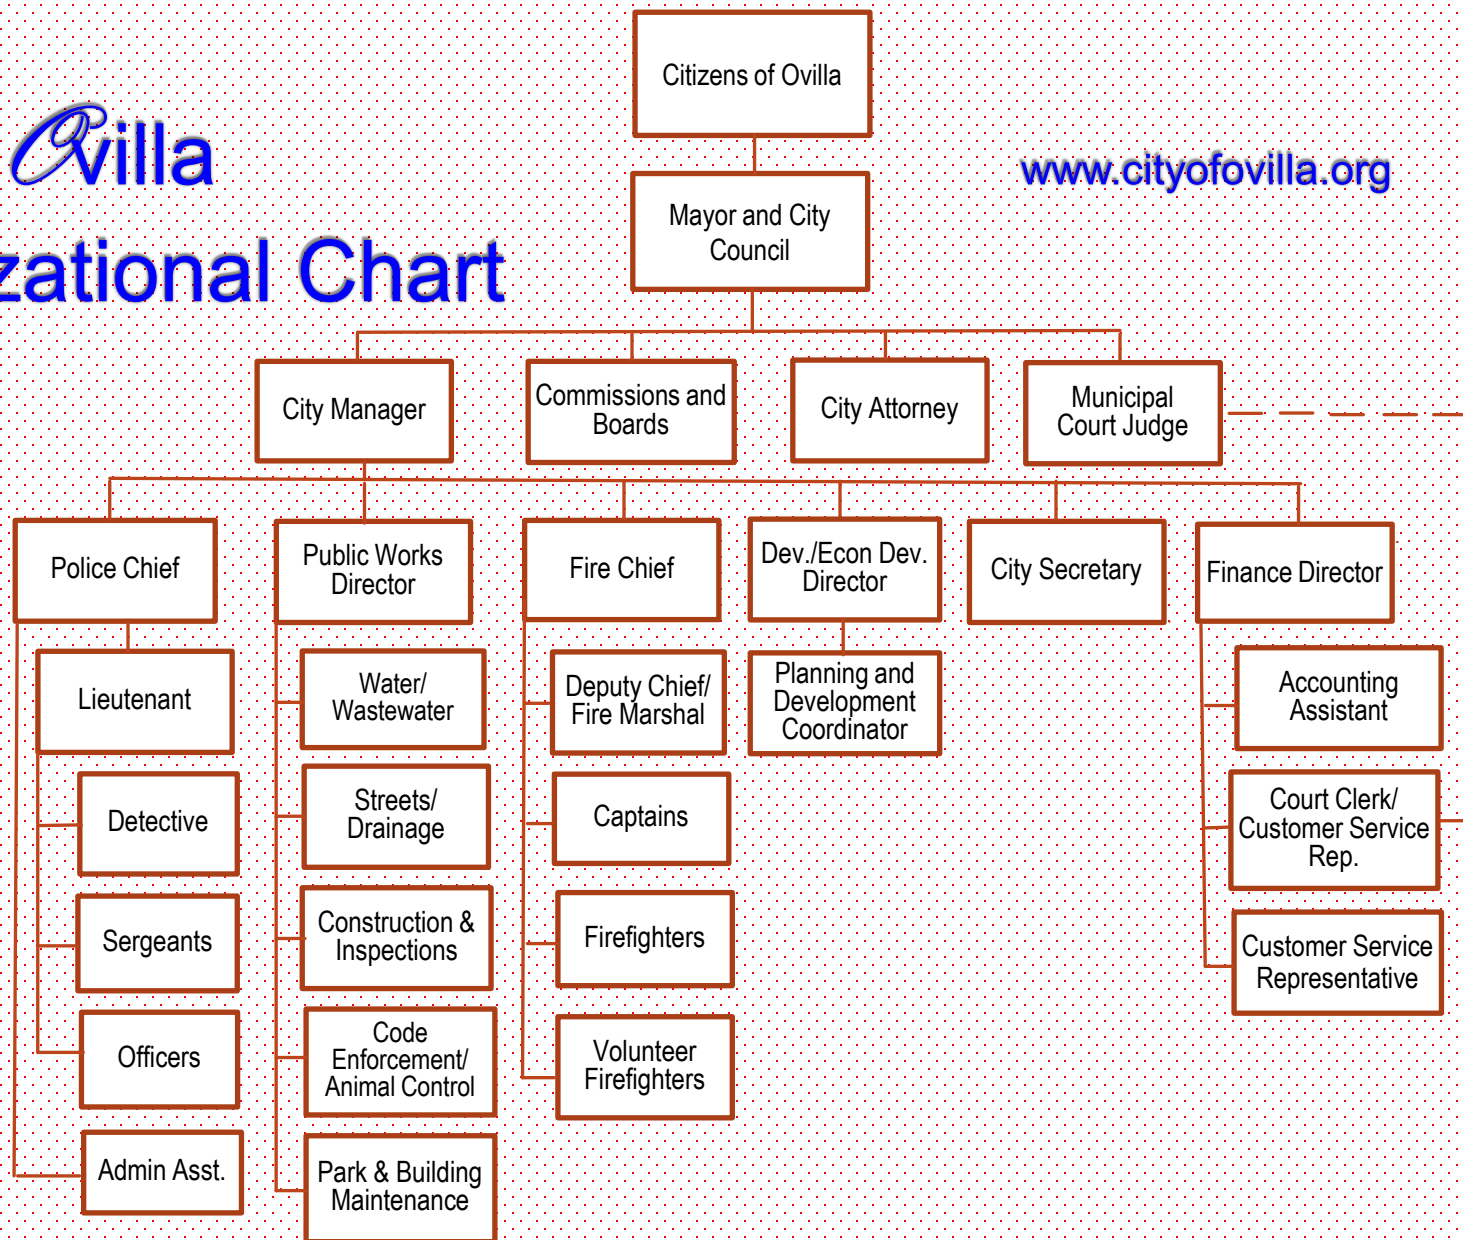 Citizens of Ovilla
Ovilla
www.cityofovilla.org
Mayor and City
Council
zational Chart
City Manager
Commissions and
Boards
City Attorney
Municipal
Court Judge
Police Chief
Public Works
Director
Fire Chief
Dev./Econ Dev.
Director
City Secretary
Finance Director
Lieutenant
Water/
Wastewater
Deputy Chief/
Fire Marshal
Planning and
Development
Coordinator
Accounting
Assistant
Detective
Streets/
Drainage
Captains
Court Clerk/
Customer Service
Rep.
Sergeants
Construction &
Inspections
Firefighters
Customer Service
Representative
Officers
Code
Enforcement/
Animal Control
Volunteer
Firefighters
Admin Asst.
Park & Building
Maintenance